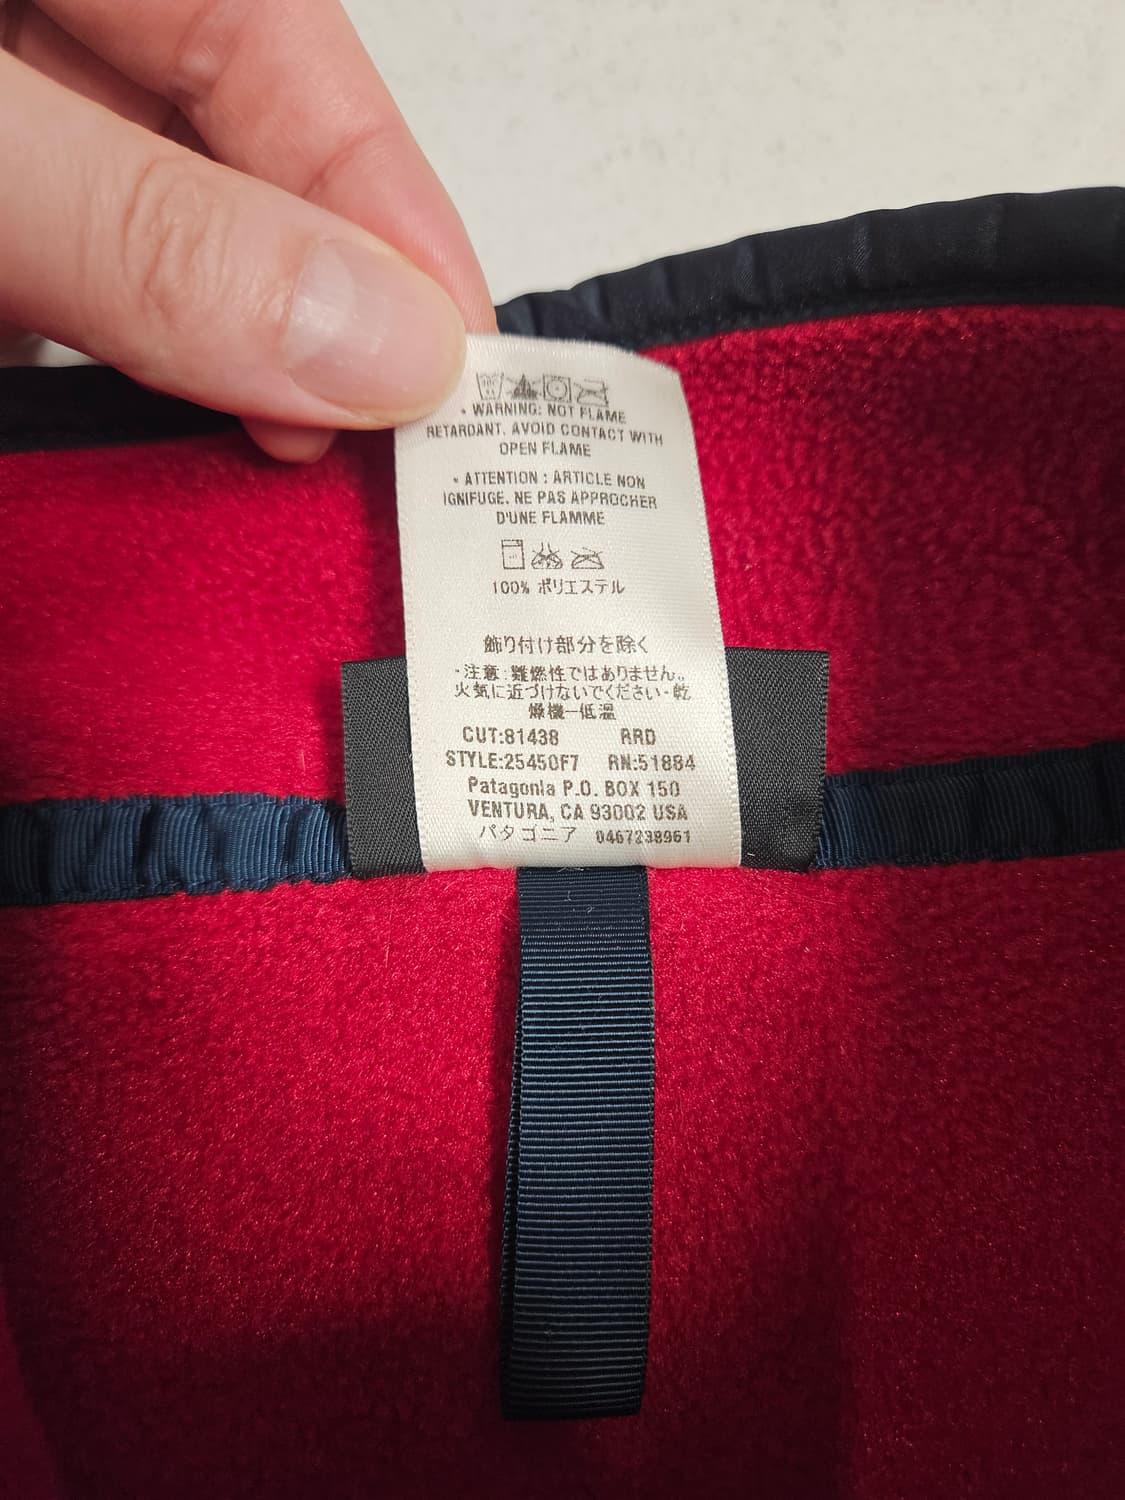 • WARNING: NOT FLAME
RETARDANT. AVOID CONTACT WITH
OPEN FLAME
• ATTENTION : ARTICLE NON
IGNIFUGE. NE PAS APPROCHER
D'UNE FLAMME
100% ポリエステル
飾り付け部分を除く
・注意：難燃性ではありません。
火気に近づけないでください・乾
燥機ー低温
CUT:81438 RRD
STYLE:25450F7 RN:51884
Patagonia P.O. BOX 150
VENTURA, CA 93002 USA
パタゴニア 0467238961